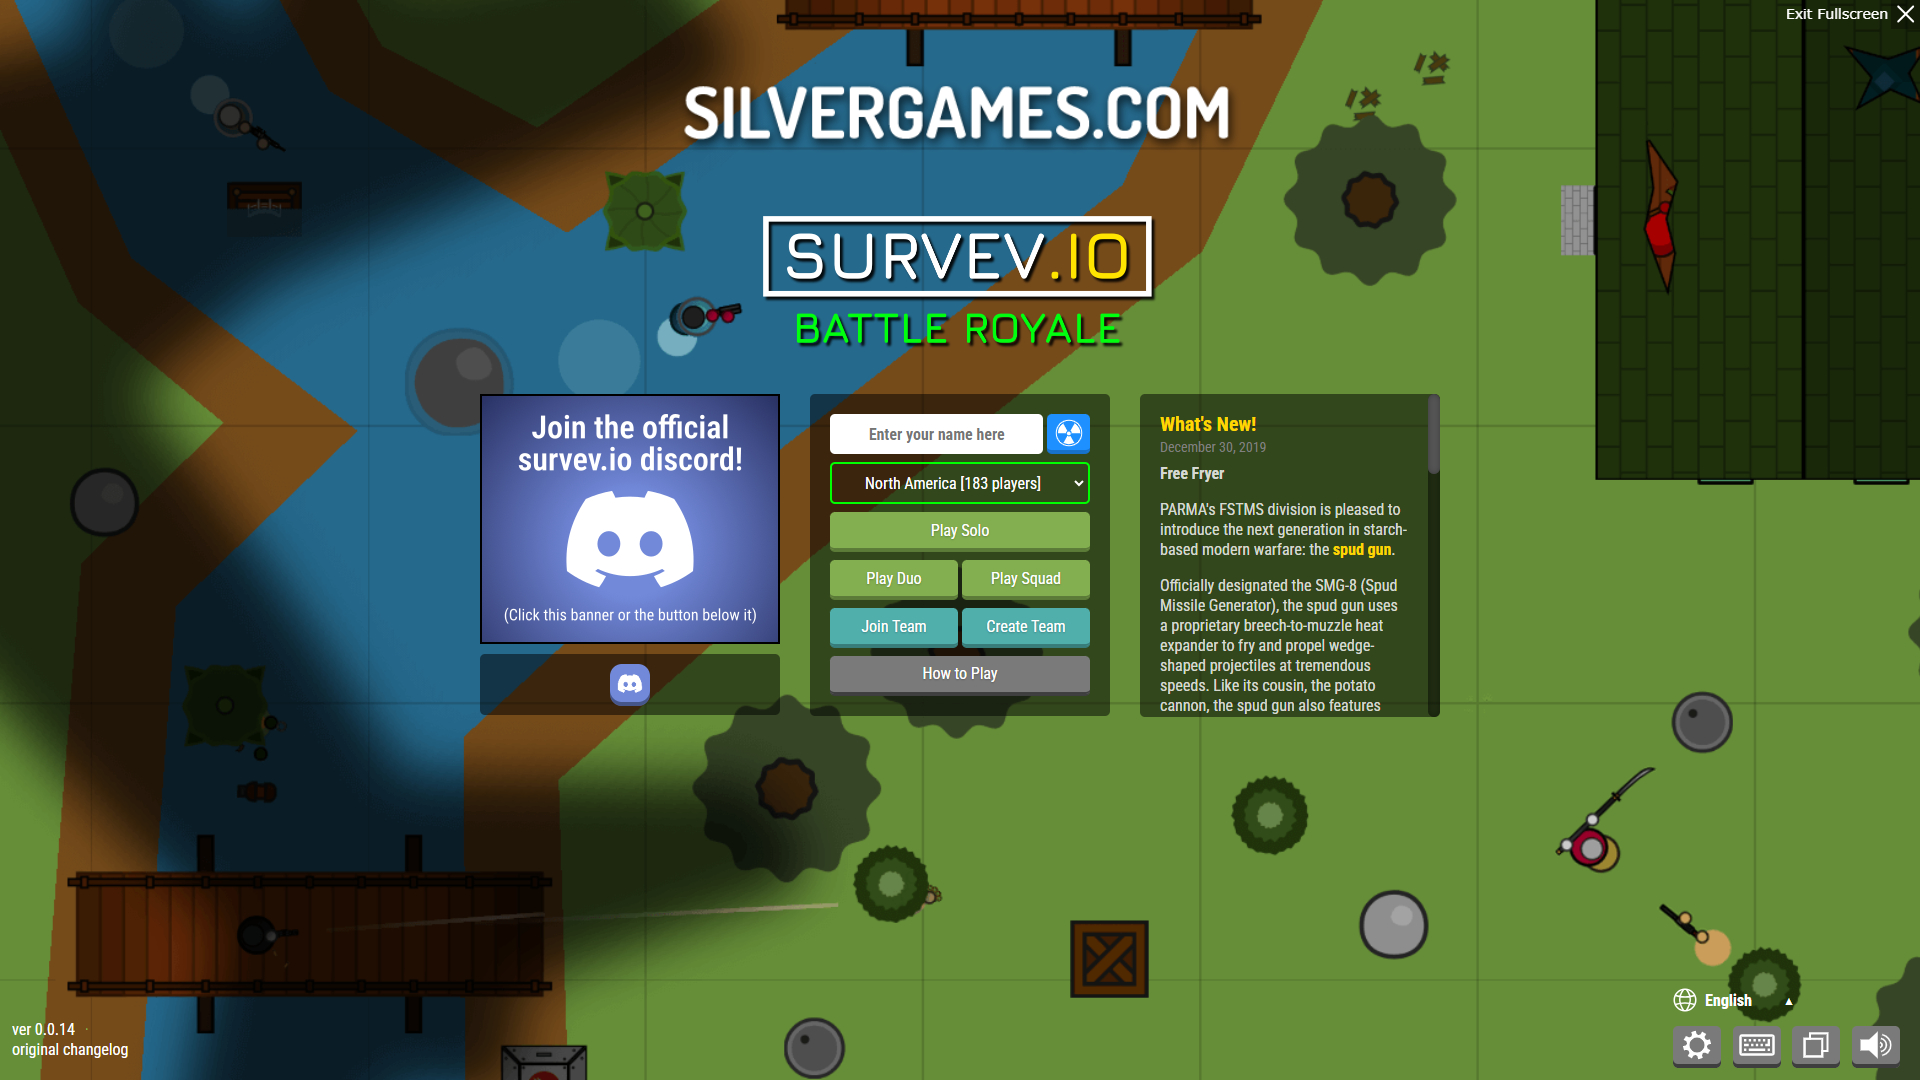 Exit Fullscreen
SILVERGAMES.COM
SURVEV.IO
BATTLE ROYALE
Join the official
survev.io discord!
(Click this banner or the button below it)
Enter your name here
North America [183 players]
Play Solo
Play Duo
Play Squad
Join Team
Create Team
How to Play
What's New!
December 30, 2019
Free Fryer
PARMA's FSTMS division is pleased to
introduce the next generation in starch-
based modern warfare: the spud gun.
Officially designated the SMG-8 (Spud
Missile Generator), the spud gun uses
a proprietary breech-to-muzzle heat
expander to fry and propel wedge-
shaped projectiles at tremendous
speeds. Like its cousin, the potato
cannon, the spud gun also features
English
ver 0.0.14
original changelog